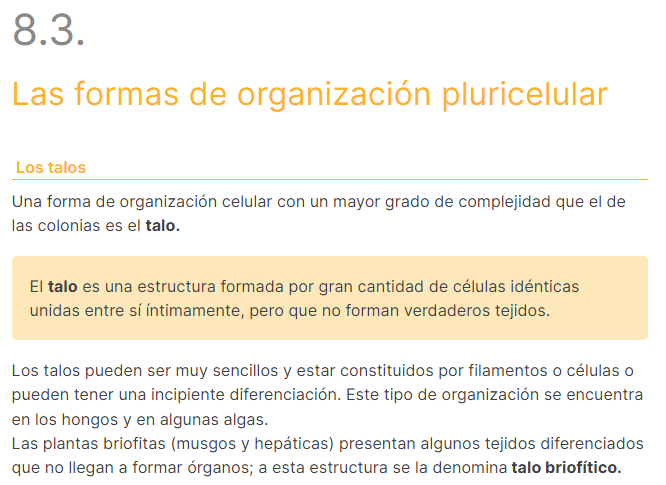 8.3.
Las formas de organización pluricelular
Los talos
Una forma de organización celular con un mayor grado de complejidad que el de
las colonias es el talo.
El talo es una estructura formada por gran cantidad de células idénticas
unidas entre sí íntimamente, pero que no forman verdaderos tejidos.
Los talos pueden ser muy sencillos y estar constituidos por filamentos o células o
pueden tener una incipiente diferenciación. Este tipo de organización se encuentra
en los hongos y en algunas algas.
Las plantas briofitas (musgos y hepáticas) presentan algunos tejidos diferenciados
que no llegan a formar órganos; a esta estructura se la denomina talo briofítico.